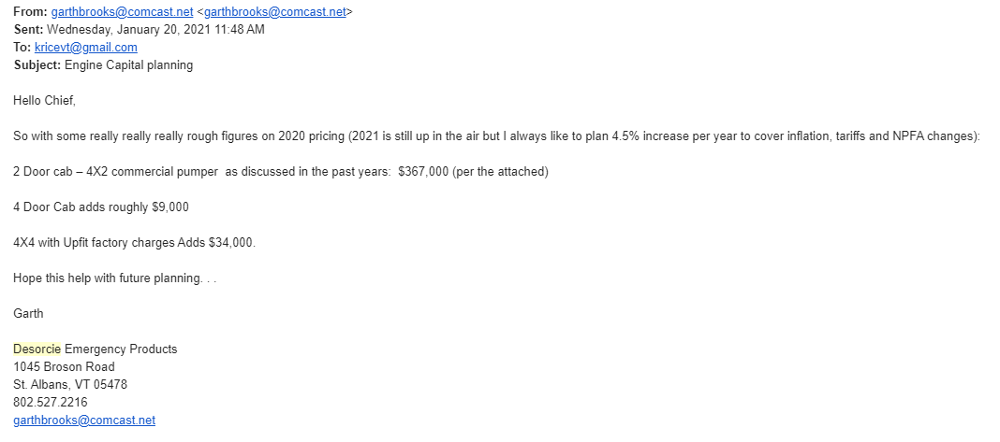 From: garthbrooks@comcast.net <garthbrooks@comcast.net>
Sent: Wednesday, January 20, 2021 11:48 AM
To: kricevt@gmail.com
Subject: Engine Capital planning
Hello Chief,
So with some really really really rough figures on 2020 pricing (2021 is still up in the air but I always like to plan 4.5% increase per year to cover inflation, tariffs and NPFA changes):
2 Door cab – 4X2 commercial pumper  as discussed in the past years:  $367,000 (per the attached)
4 Door Cab adds roughly $9,000
4X4 with Upfit factory charges Adds $34,000.
Hope this help with future planning. . .
Garth
Desorcie Emergency Products
1045 Broson Road
St. Albans, VT 05478
802.527.2216
garthbrooks@comcast.net